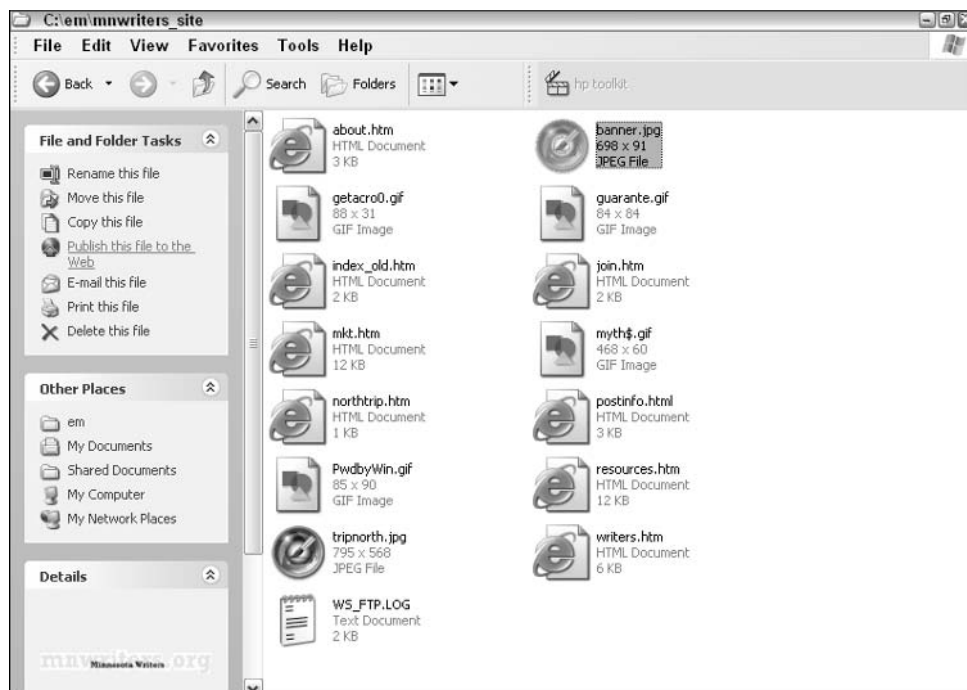 C:\em\mnwriters_site
File Edit View Favorites Tools Help
Back Search Folders hp toolkit
File and Folder Tasks
Rename this file
Move this file
Copy this file
Publish this file to the
Web
E-mail this file
Print this file
Delete this file
Other Places
em
My Documents
Shared Documents
My Computer
My Network Places
Details
mnwriters.org
Minnesota Writers
about.htm
HTML Document
3 KB
banner.jpg
698 x 91
JPEG File
getacro0.gif
88 x 31
GIF Image
guarante.gif
84 x 84
GIF Image
index_old.htm
HTML Document
2 KB
join.htm
HTML Document
2 KB
mkt.htm
HTML Document
12 KB
myth$.gif
468 x 60
GIF Image
northtrip.htm
HTML Document
1 KB
postinfo.html
HTML Document
3 KB
PwdbyWin.gif
85 x 90
GIF Image
resources.htm
HTML Document
12 KB
tripnorth.jpg
795 x 568
JPEG File
writers.htm
HTML Document
6 KB
WS_FTP.LOG
Text Document
2 KB